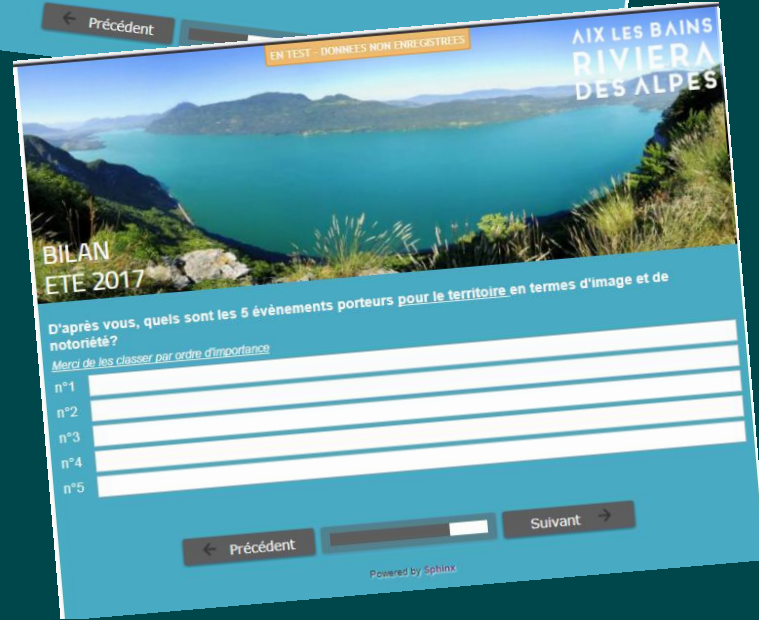 Précédent
EN TEST - DONNEES NON ENREGISTREES
AIX LES BAINS
RIVIERA
DES ALPES
BILAN
ETE 2017
D'après vous, quels sont les 5 évènements porteurs pour le territoire en termes d'image et de
notoriété?
Merci de les classer par ordre d'importance
n°1
n°2
n°3
n°4
n°5
Précédent
Suivant
Powered by Sphinx